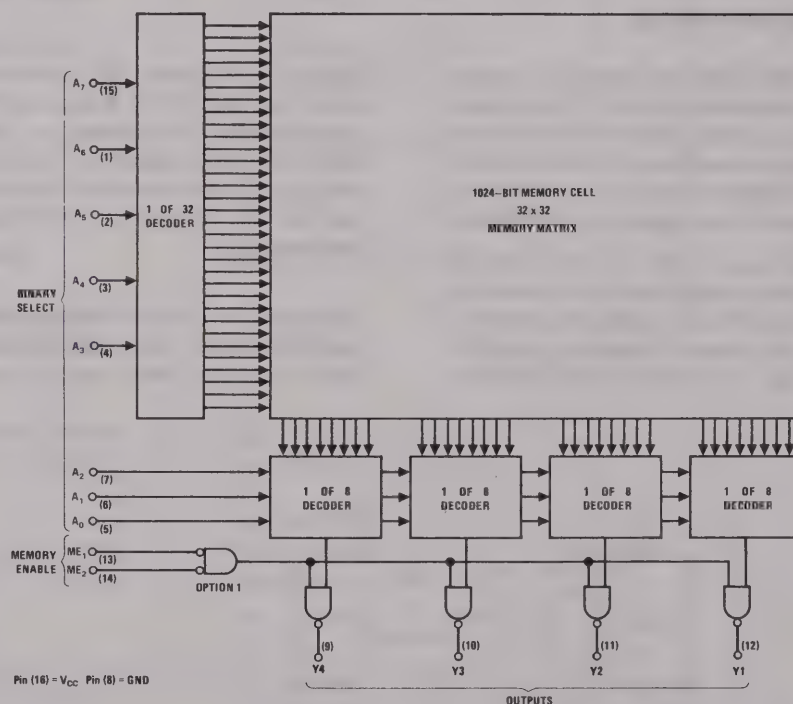 A7
(15)
A6
(1)
A5
(2)
A4
(3)
A3
(4)
BINARY
SELECT
1 OF 32
DECODER
1024-BIT MEMORY CELL
32 x 32
MEMORY MATRIX
A2
(7)
A1
(6)
A0
(5)
1 OF 8
DECODER
1 OF 8
DECODER
1 OF 8
DECODER
1 OF 8
DECODER
MEMORY
ENABLE
ME1
(13)
ME2
(14)
OPTION 1
(9)
(10)
(11)
(12)
Y4
Y3
Y2
Y1
Pin (16) = VCC Pin (8) = GND
OUTPUTS